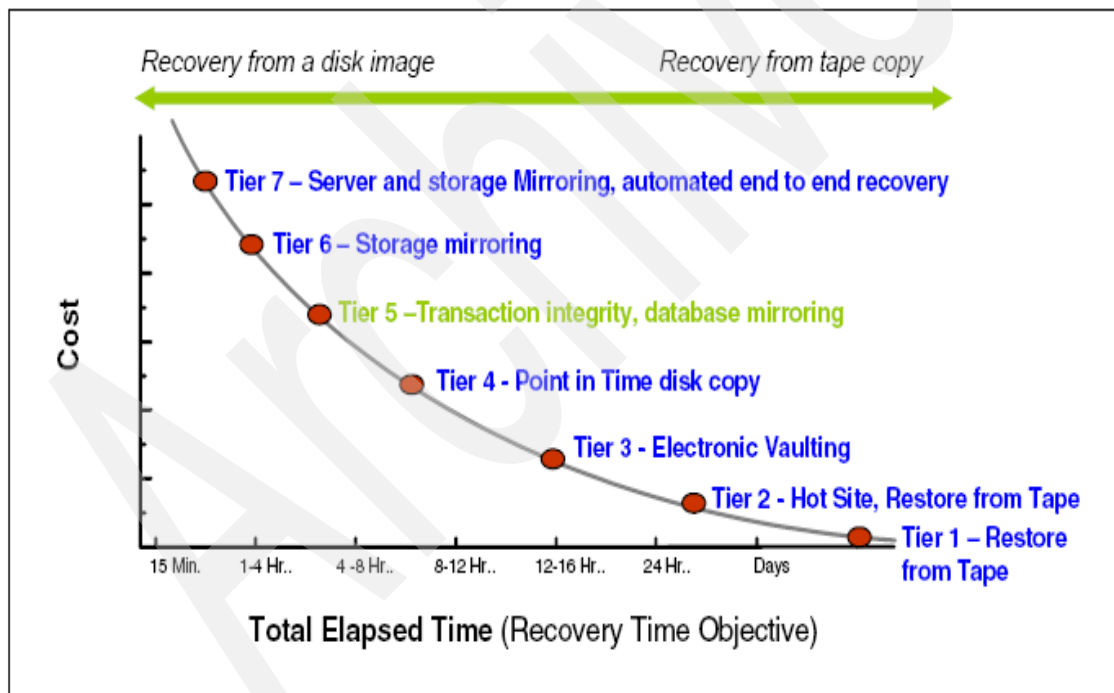 Recovery from a disk image
Recovery from tape copy
Tier 7 – Server and storage Mirroring, automated end to end recovery
Tier 6 – Storage mirroring
Tier 5 –Transaction integrity, database mirroring
Tier 4 - Point in Time disk copy
Tier 3 - Electronic Vaulting
Tier 2 - Hot Site, Restore from Tape
Tier 1 – Restore
from Tape
Cost
15 Min.
1-4 Hr..
4 -8 Hr..
8-12 Hr..
12-16 Hr..
24 Hr..
Days
Total Elapsed Time (Recovery Time Objective)
Archive